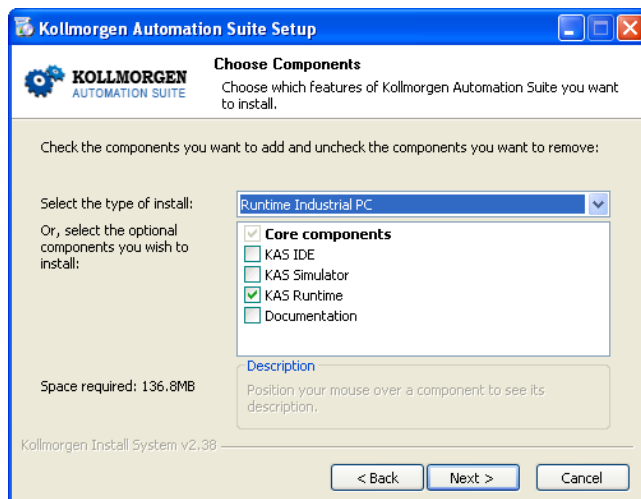 Kollmorgen Automation Suite Setup
KOLLMORGEN
AUTOMATION SUITE
Choose Components
Choose which features of Kollmorgen Automation Suite you want
to install.
Check the components you want to add and uncheck the components you want to remove:
Select the type of install:
Runtime Industrial PC
Or, select the optional
components you wish to
install:
Core components
KAS IDE
KAS Simulator
KAS Runtime
Documentation
Space required: 136.8MB
Description
Position your mouse over a component to see its
description.
Kollmorgen Install System v2.38
< Back
Next >
Cancel